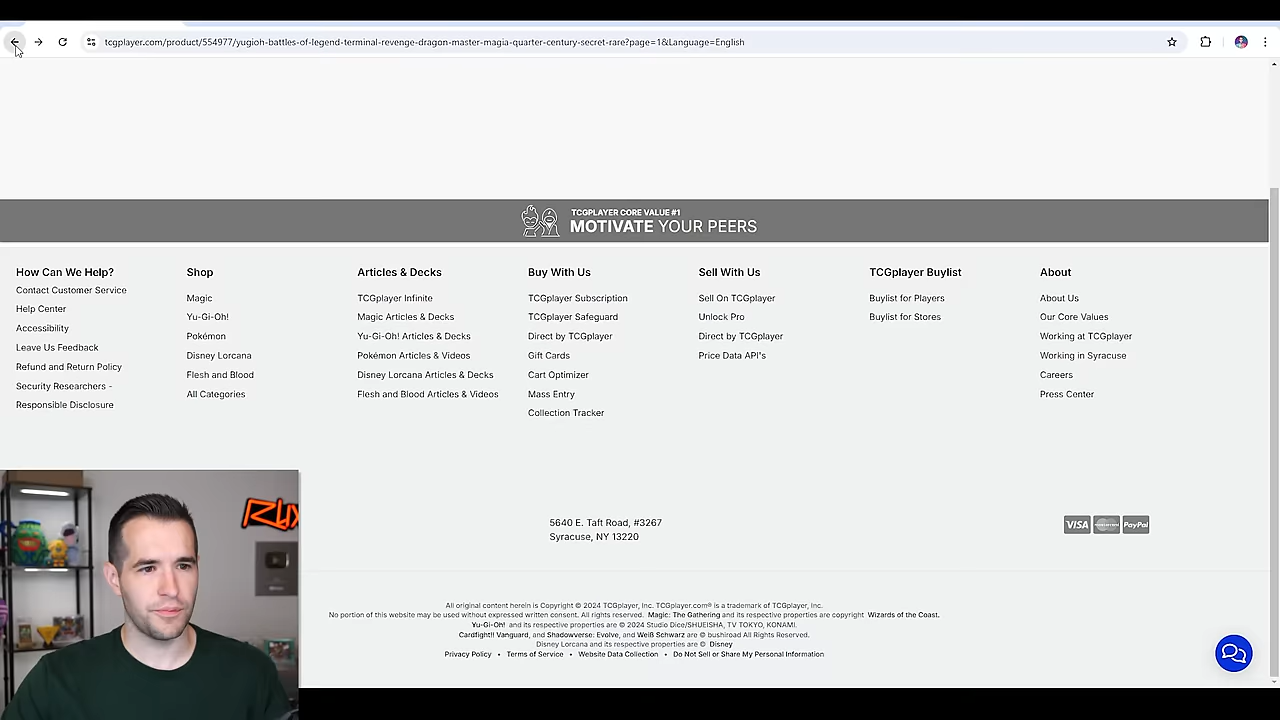 tcgplayer.com/product/554977/yugioh-battles-of-legend-terminal-revenge-dragon-master-magia-quarter-century-secret-rare?page=1&Language=English
TCGPLAYER CORE VALUE #1
MOTIVATE YOUR PEERS
How Can We Help?
Contact Customer Service
Help Center
Accessibility
Leave Us Feedback
Refund and Return Policy
Security Researchers -
Responsible Disclosure
Shop
Magic
Yu-Gi-Oh!
Pokémon
Disney Lorcana
Flesh and Blood
All Categories
Articles & Decks
TCGplayer Infinite
Magic Articles & Decks
Yu-Gi-Oh! Articles & Decks
Pokémon Articles & Videos
Disney Lorcana Articles & Decks
Flesh and Blood Articles & Videos
Buy With Us
TCGplayer Subscription
TCGplayer Safeguard
Direct by TCGplayer
Gift Cards
Cart Optimizer
Mass Entry
Collection Tracker
Sell With Us
Sell On TCGplayer
Unlock Pro
Direct by TCGplayer
Price Data API's
TCGplayer Buylist
Buylist for Players
Buylist for Stores
About
About Us
Our Core Values
Working at TCGplayer
Working in Syracuse
Careers
Press Center
5640 E. Taft Road, #3267
Syracuse, NY 13220
VISA
PayPal
All original content herein is Copyright © 2024 TCGplayer, Inc. TCGplayer.com® is a trademark of TCGplayer, Inc.
No portion of this website may be used without expressed written consent. All rights reserved. Magic: The Gathering and its respective properties are copyright Wizards of the Coast.
Yu-Gi-Oh! and its respective properties are © 2024 Studio Dice/SHUEISHA, TV TOKYO, KONAMI.
Cardfight!! Vanguard, and Shadowverse: Evolve, and Weiß Schwarz are © bushiroad All Rights Reserved.
Disney Lorcana and its respective properties are © Disney
Privacy Policy • Terms of Service • Website Data Collection • Do Not Sell or Share My Personal Information